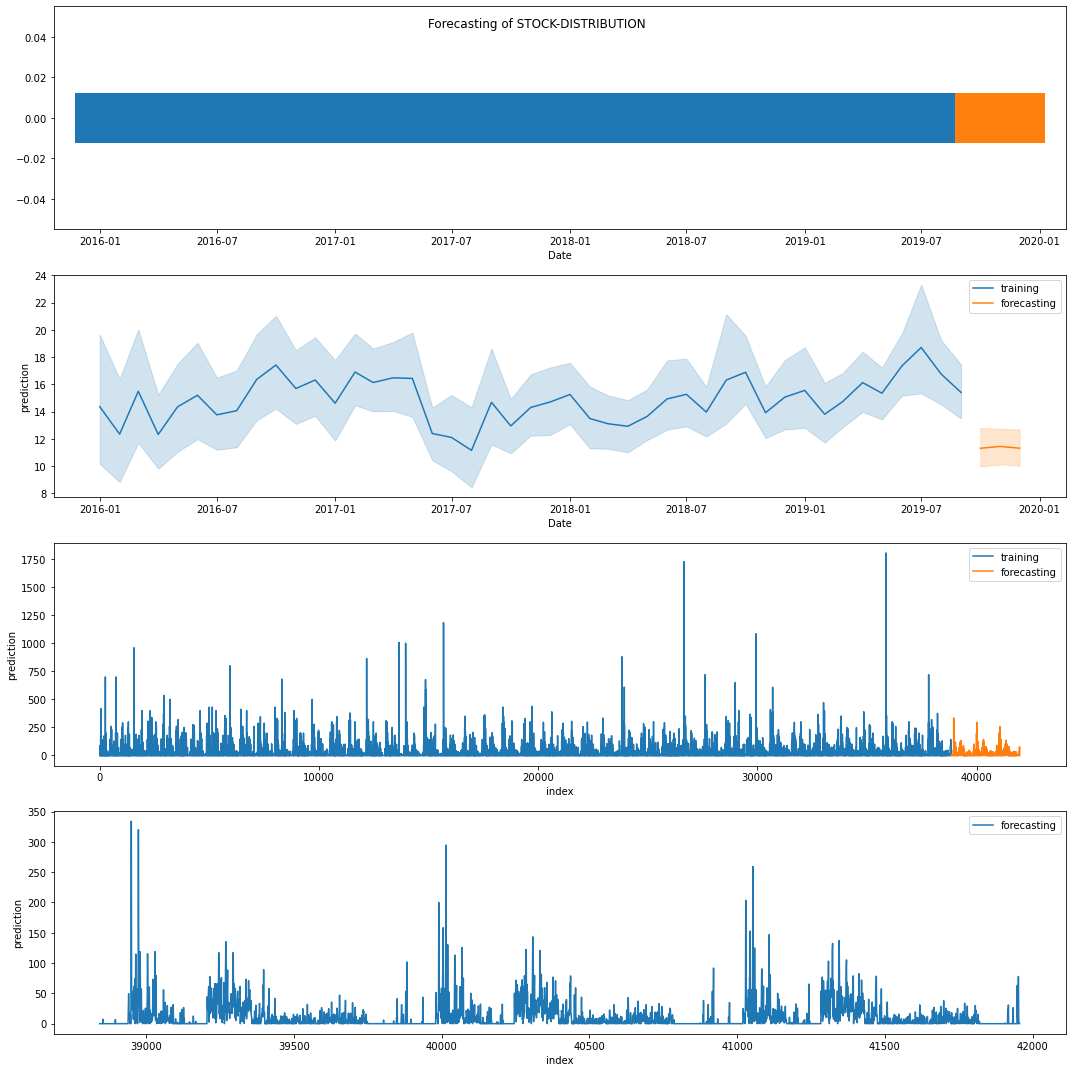 Forecasting of STOCK-DISTRIBUTION
0.04
0.02
0.00
−0.02
−0.04
2016-01 2016-07 2017-01 2017-07 2018-01 2018-07 2019-01 2019-07 2020-01
Date
training
forecasting
prediction
24
22
20
18
16
14
12
10
8
2016-01 2016-07 2017-01 2017-07 2018-01 2018-07 2019-01 2019-07 2020-01
Date
training
forecasting
prediction
1750
1500
1250
1000
750
500
250
0
0 10000 20000 30000 40000
index
forecasting
prediction
350
300
250
200
150
100
50
0
39000 39500 40000 40500 41000 41500 42000
index